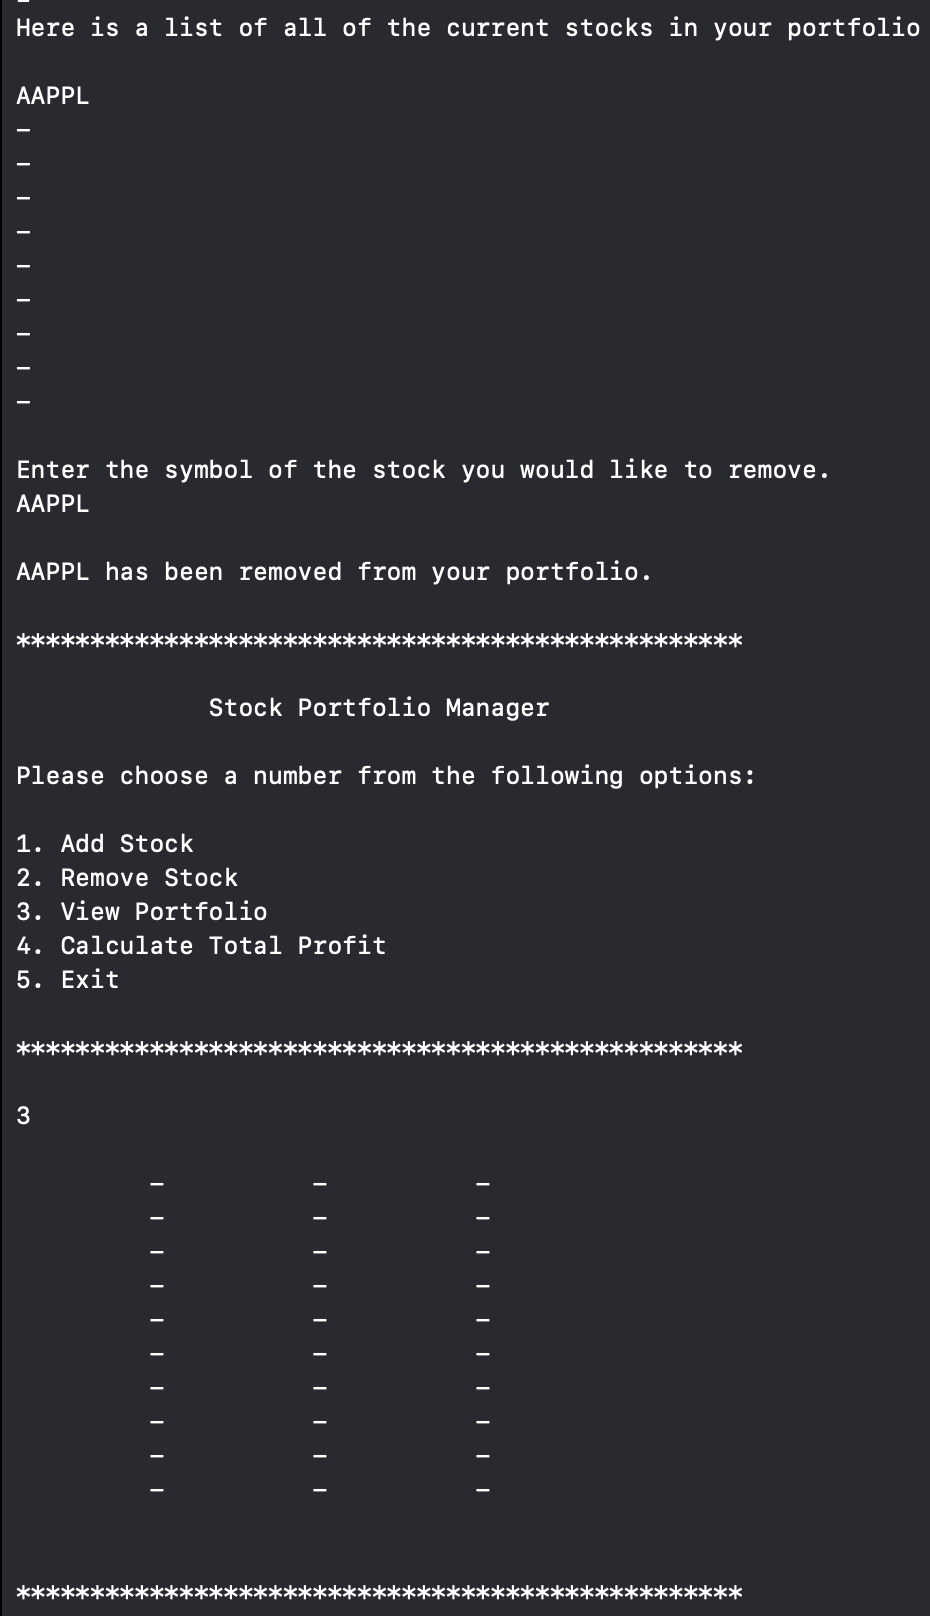 Here is a list of all of the current stocks in your portfolio
AAPPL
–
–
–
–
–
–
–
–
–
Enter the symbol of the stock you would like to remove.
AAPPL
AAPPL has been removed from your portfolio.
*************************************************
Stock Portfolio Manager
Please choose a number from the following options:
1. Add Stock
2. Remove Stock
3. View Portfolio
4. Calculate Total Profit
5. Exit
*************************************************
3
– – –
– – –
– – –
– – –
– – –
– – –
– – –
– – –
– – –
– – –
*************************************************